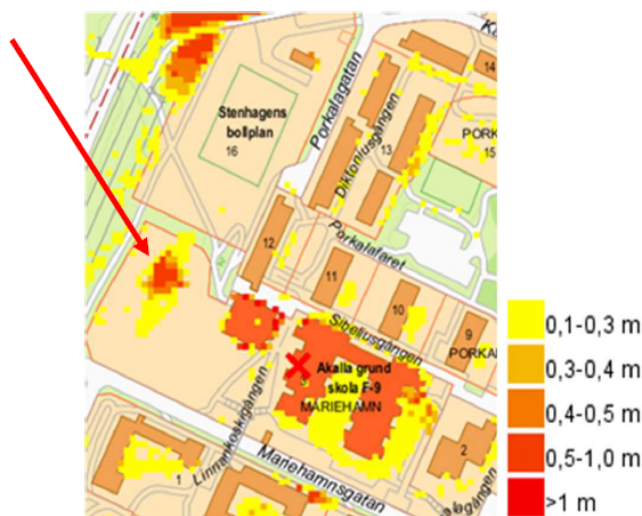 Porkalagatan
14
PORK
15
Stenhagens
bollplan
16
Diktoniusgången
13
12
Porkalafaret
11
10
9
PORKA
Sibeliusgången
Akalla grund
skola F-9
MARIEHAMN
Linnankoskigången
Mariehamnsgatan
1
2
0,1-0,3 m
0,3-0,4 m
0,4-0,5 m
0,5-1,0 m
>1 m